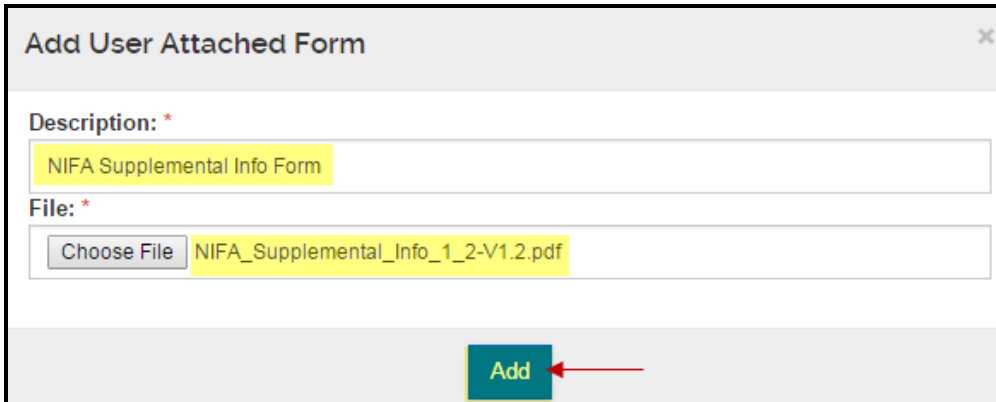 Add User Attached Form
×
Description: *
NIFA Supplemental Info Form
File: *
Choose File NIFA_Supplemental_Info_1_2-V1.2.pdf
Add